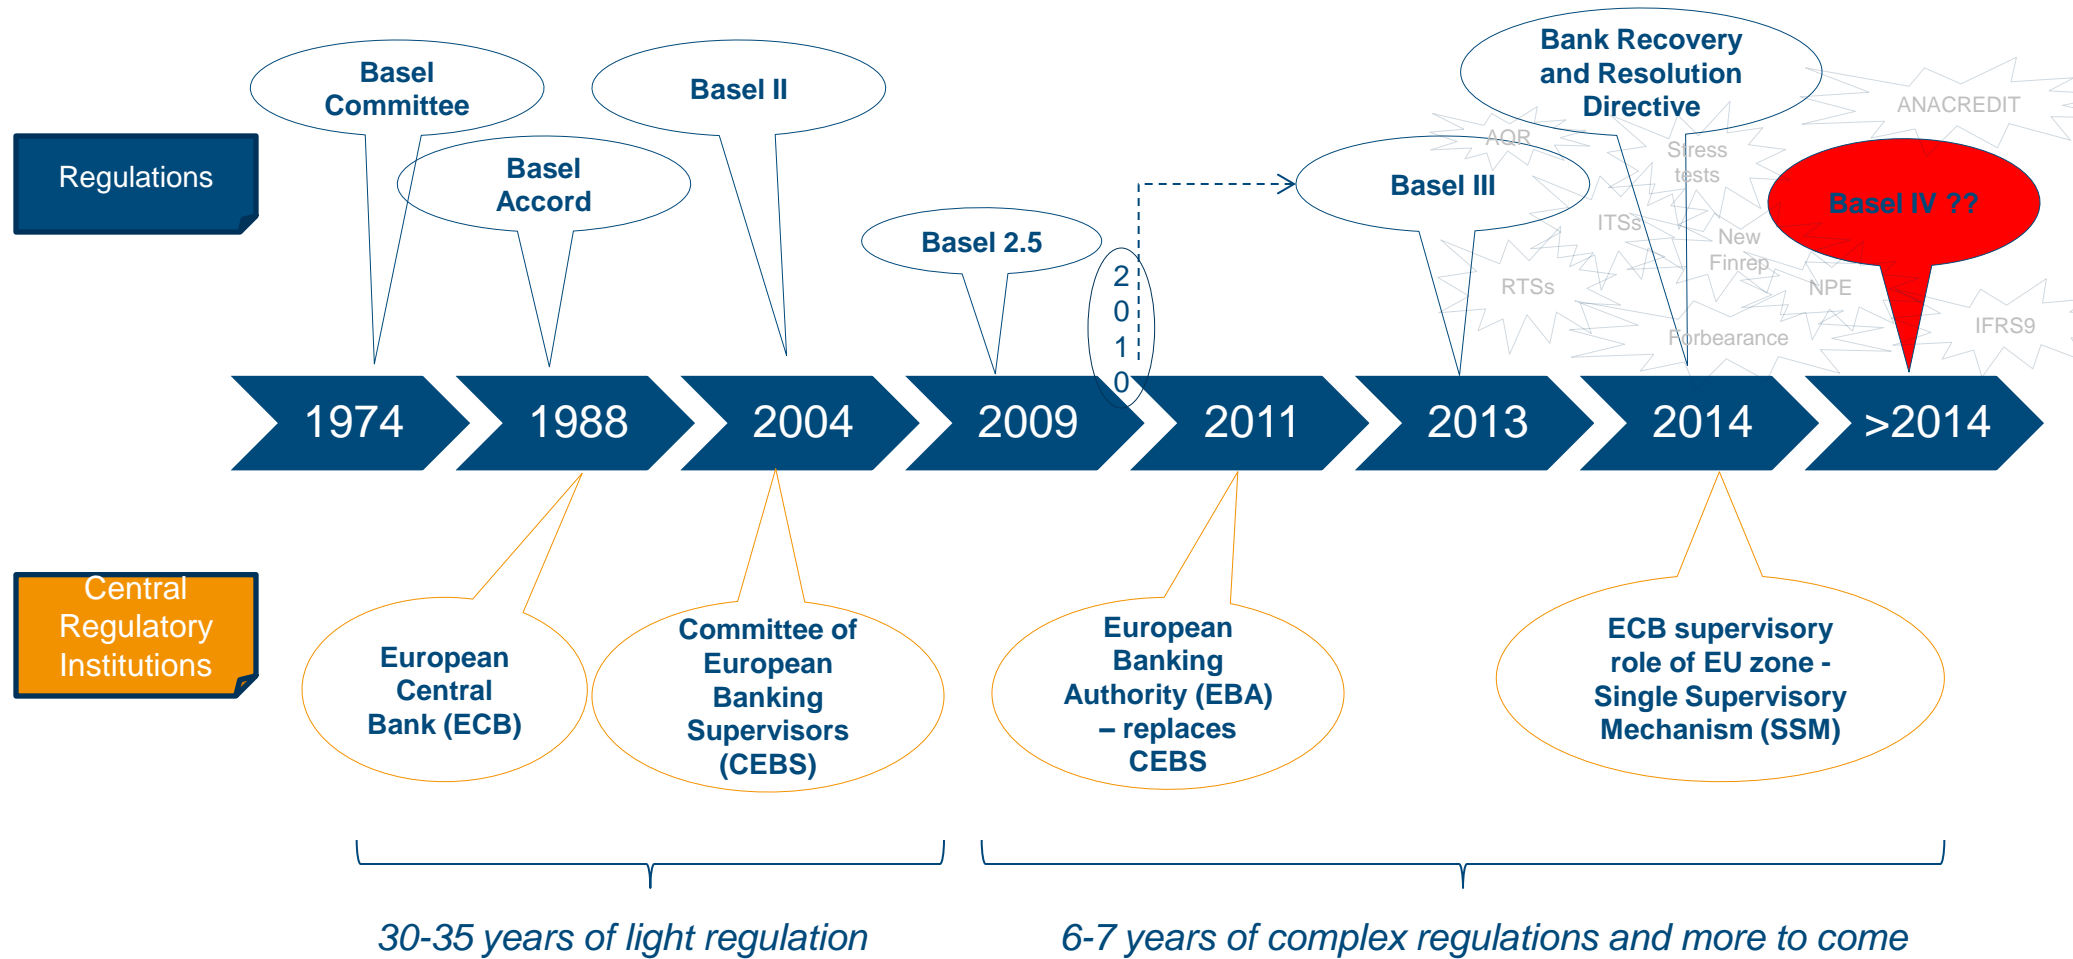 Regulations
Basel
Committee
Basel
Accord
Basel II
Basel 2.5
2
0
1
0
Basel III
Bank Recovery
and Resolution
Directive
AQR
Stress
tests
ANACREDIT
ITSs
New
Finrep
RTSs
NPE
Forbearance
IFRS9
Basel IV ??
1974
1988
2004
2009
2011
2013
2014
>2014
Central
Regulatory
Institutions
European
Central
Bank (ECB)
Committee of
European
Banking
Supervisors
(CEBS)
European
Banking
Authority (EBA)
– replaces
CEBS
ECB supervisory
role of EU zone -
Single Supervisory
Mechanism (SSM)
30-35 years of light regulation
6-7 years of complex regulations and more to come